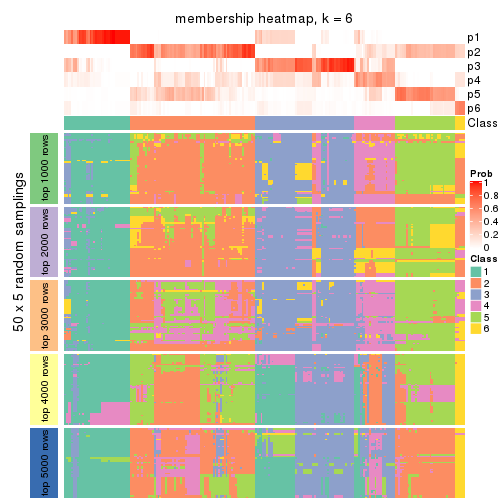 membership heatmap, k = 6
p1
p2
p3
p4
p5
p6
Class
50 x 5 random samplings
top 1000 rows
top 2000 rows
top 3000 rows
top 4000 rows
top 5000 rows
Prob
1
0.8
0.6
0.4
0.2
0
Class
1
2
3
4
5
6